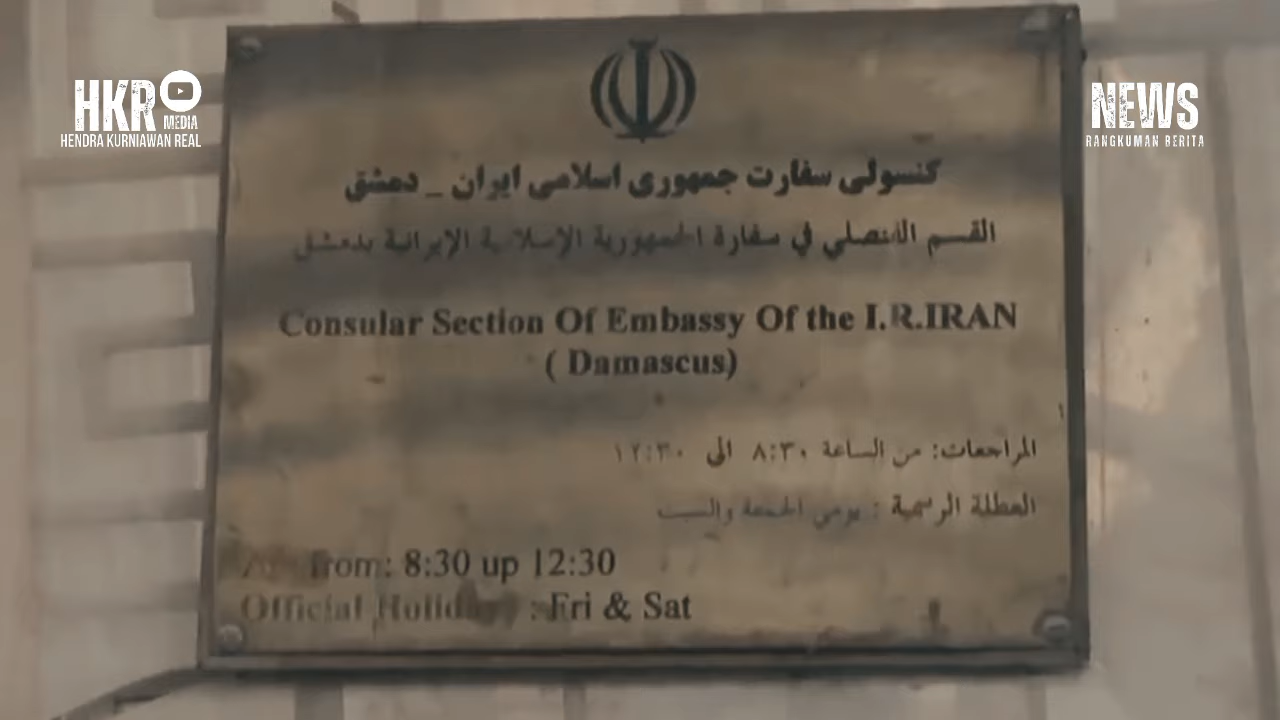 HKR
MEDIA
HENDRA KURNIAWAN REAL
NEWS
RANGKUMAN BERITA
کنسولی سفارت جمهوری اسلامی ایران _ دمشق
القسم القنصلي في سفارة الجمهورية الإسلامية الإيرانية بدمشق
Consular Section Of Embassy Of the I.R.IRAN
( Damascus)
المراجعات: من الساعة ٨:٣٠ الى ١٢:٣٠
العطلة الرسمية : يومي الجمعة والسبت
from: 8:30 up 12:30
Official Holiday : Fri & Sat